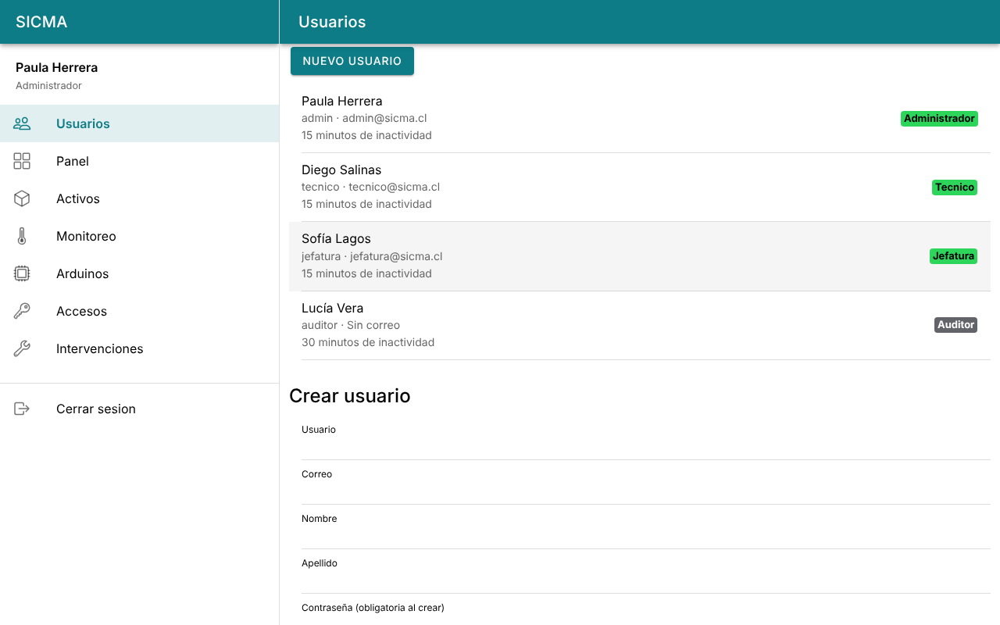 SICMA
Paula Herrera
Administrador
Usuarios
Panel
Activos
Monitoreo
Arduinos
Accesos
Intervenciones
Cerrar sesion
Usuarios
NUEVO USUARIO
Paula Herrera
admin · admin@sicma.cl
15 minutos de inactividad
Administrador
Diego Salinas
tecnico · tecnico@sicma.cl
15 minutos de inactividad
Tecnico
Sofía Lagos
jefatura · jefatura@sicma.cl
15 minutos de inactividad
Jefatura
Lucía Vera
auditor · Sin correo
30 minutos de inactividad
Auditor
Crear usuario
Usuario
Correo
Nombre
Apellido
Contraseña (obligatoria al crear)